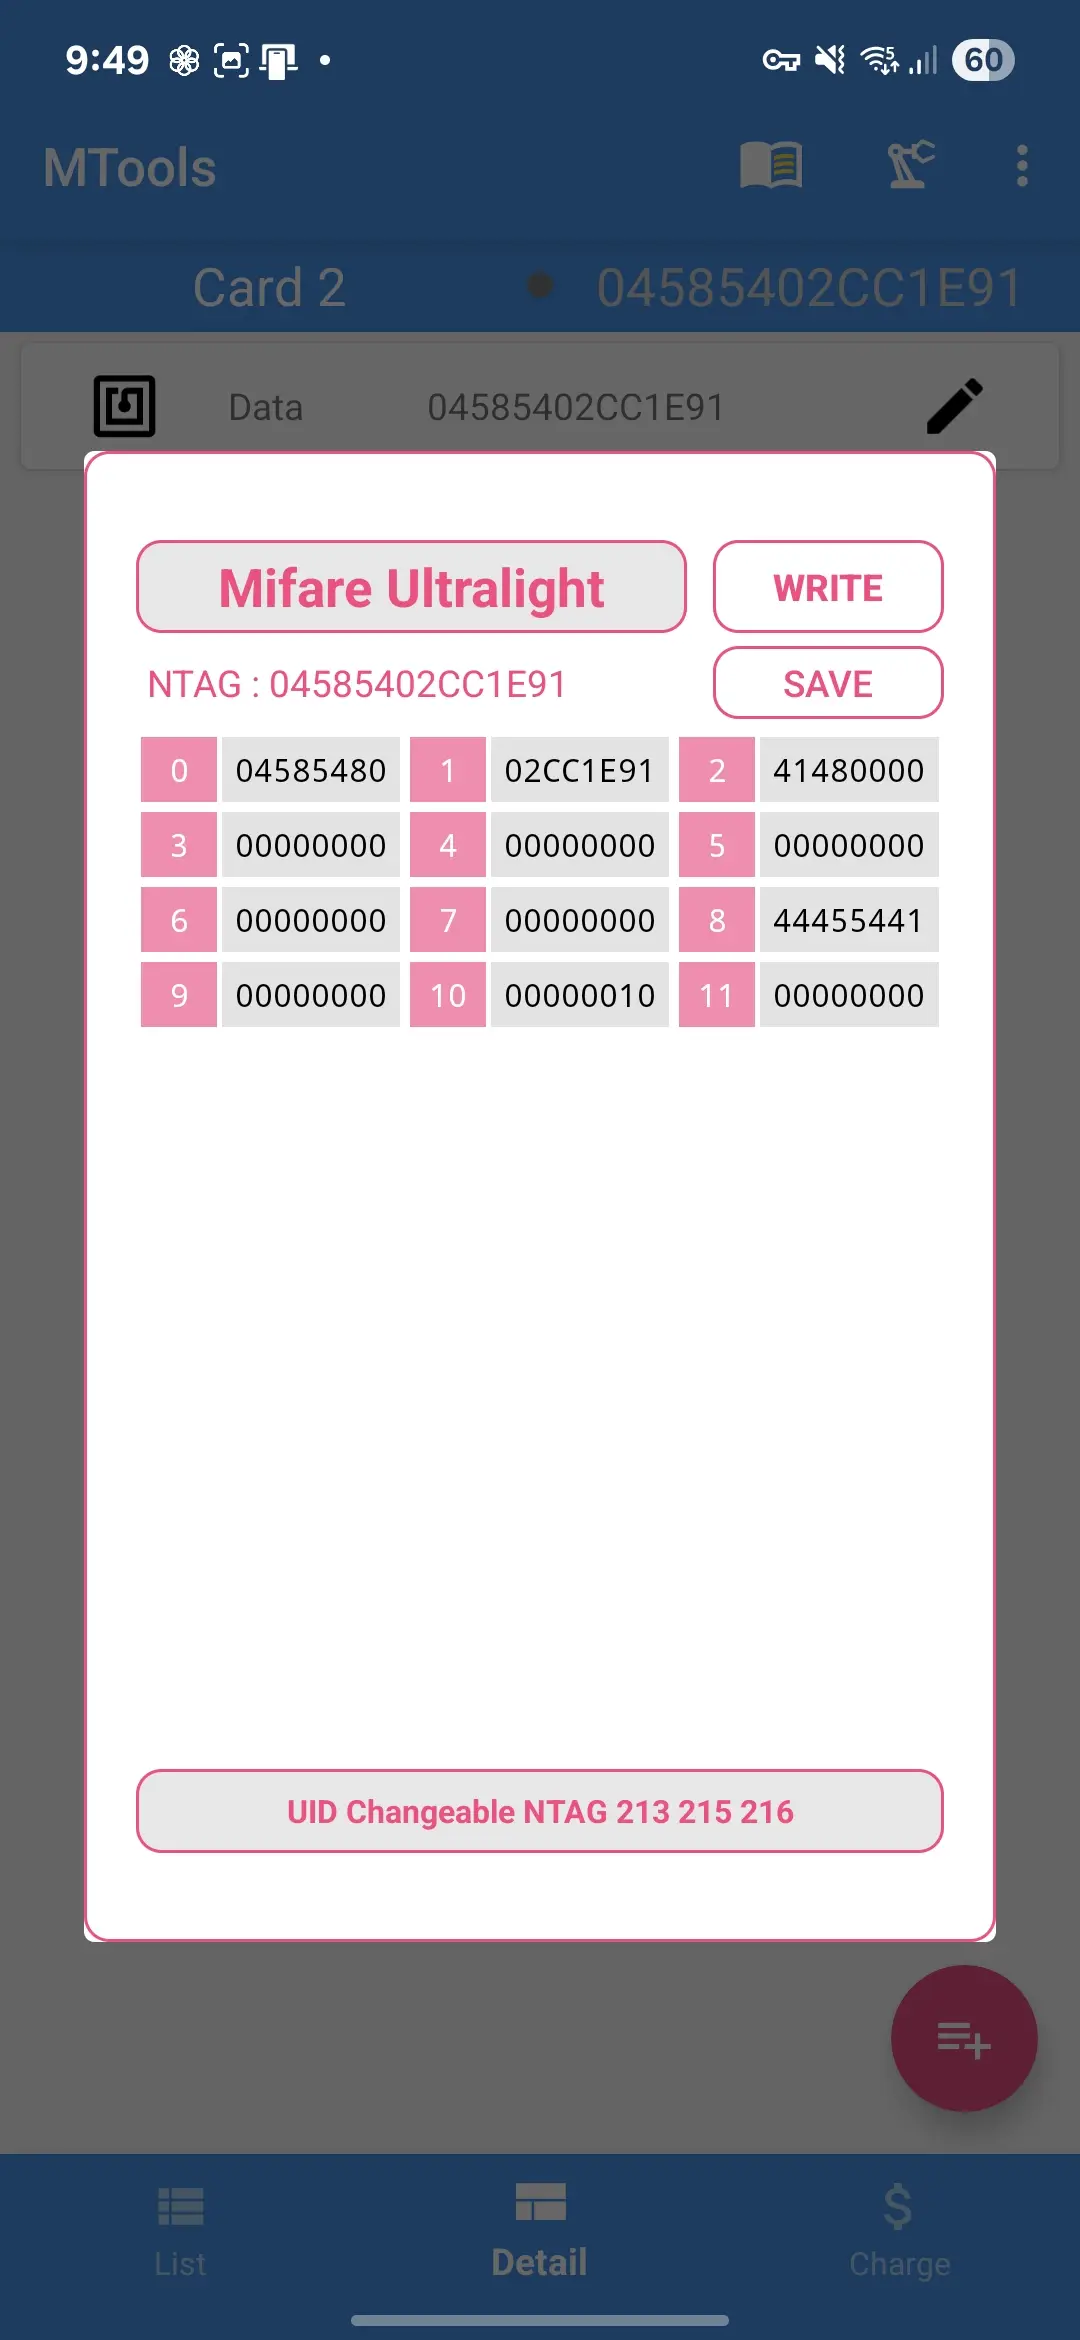 9:49
5
60
MTools
Card 2 04585402CC1E91
Data 04585402CC1E91
Mifare Ultralight WRITE
NTAG : 04585402CC1E91 SAVE
0 04585480 1 02CC1E91 2 41480000
3 00000000 4 00000000 5 00000000
6 00000000 7 00000000 8 44455441
9 00000000 10 00000010 11 00000000
UID Changeable NTAG 213 215 216
List Detail Charge